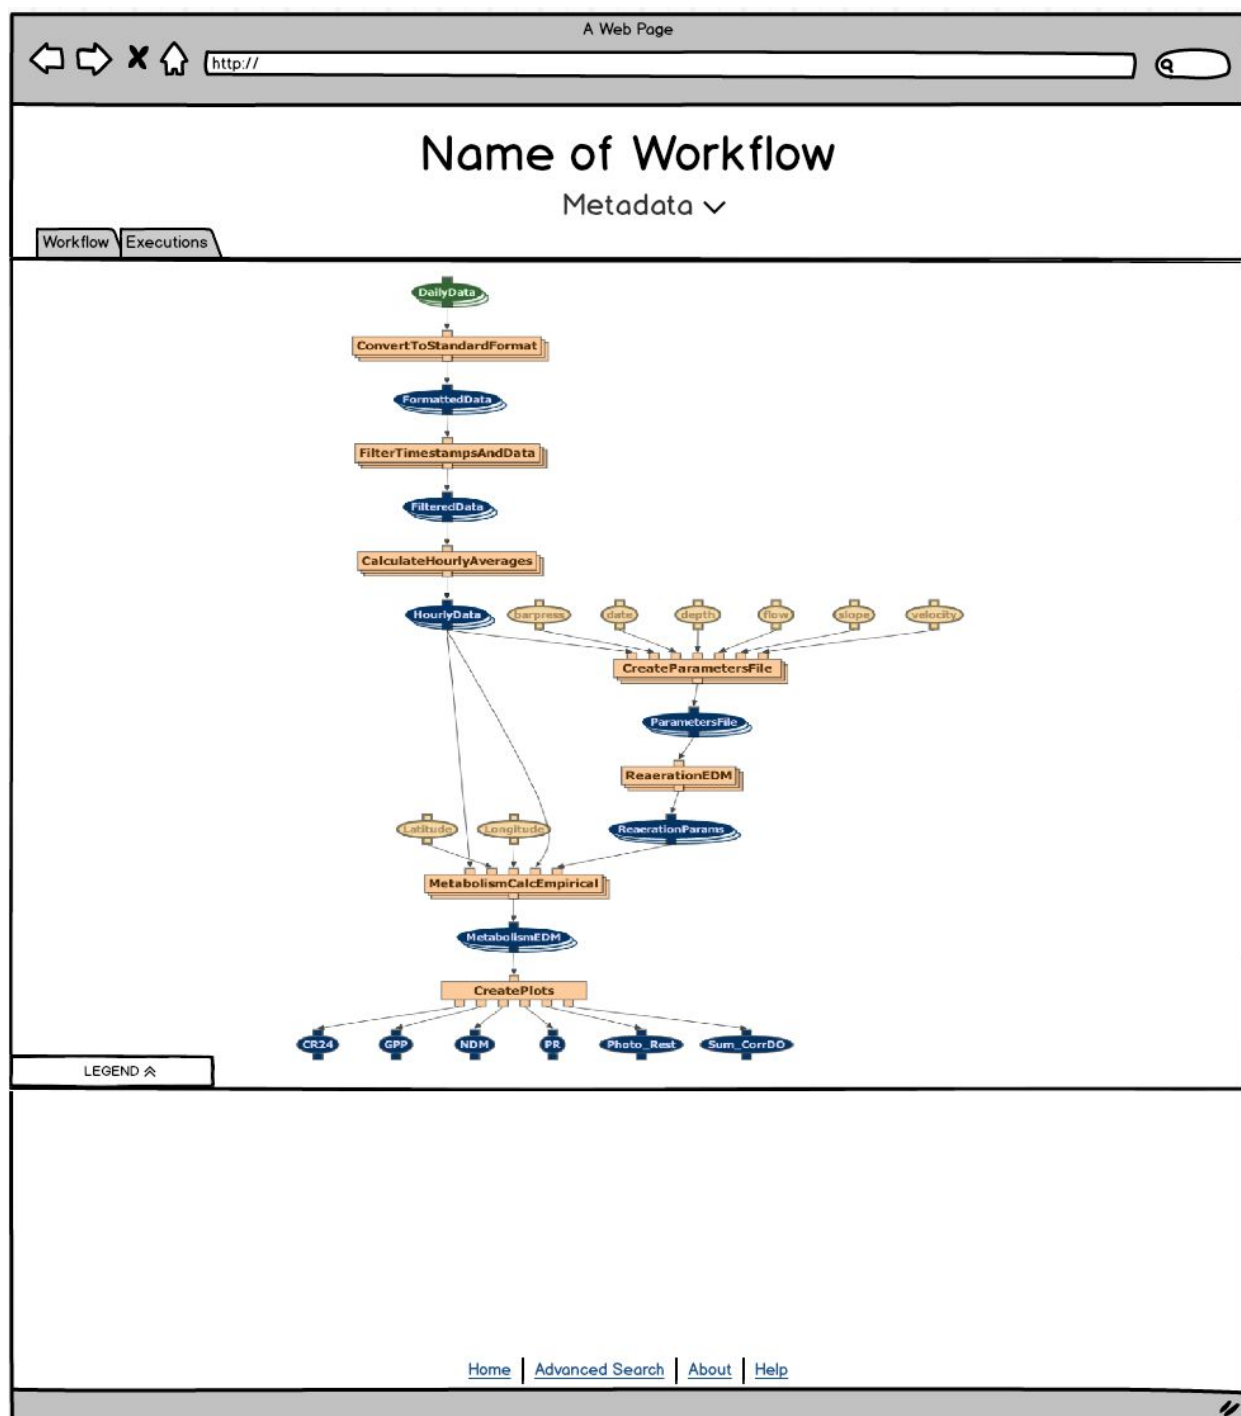 A Web Page
http://
Name of Workflow
Metadata
Workflow Executions
DailyData
ConvertToStandardFormat
FormattedData
FilterTimestampsAndData
FilteredData
CalculateHourlyAverages
HourlyData barpress date depth flow slope velocity
CreateParametersFile
ParametersFile
ReaerationEDM
Latitude Longitude ReaerationParams
MetabolismCalcEmpirical
MetabolismEDM
CreatePlots
CR24 GPP NDM PR Photo_Rest Sum_CorrDO
LEGEND
Home | Advanced Search | About | Help